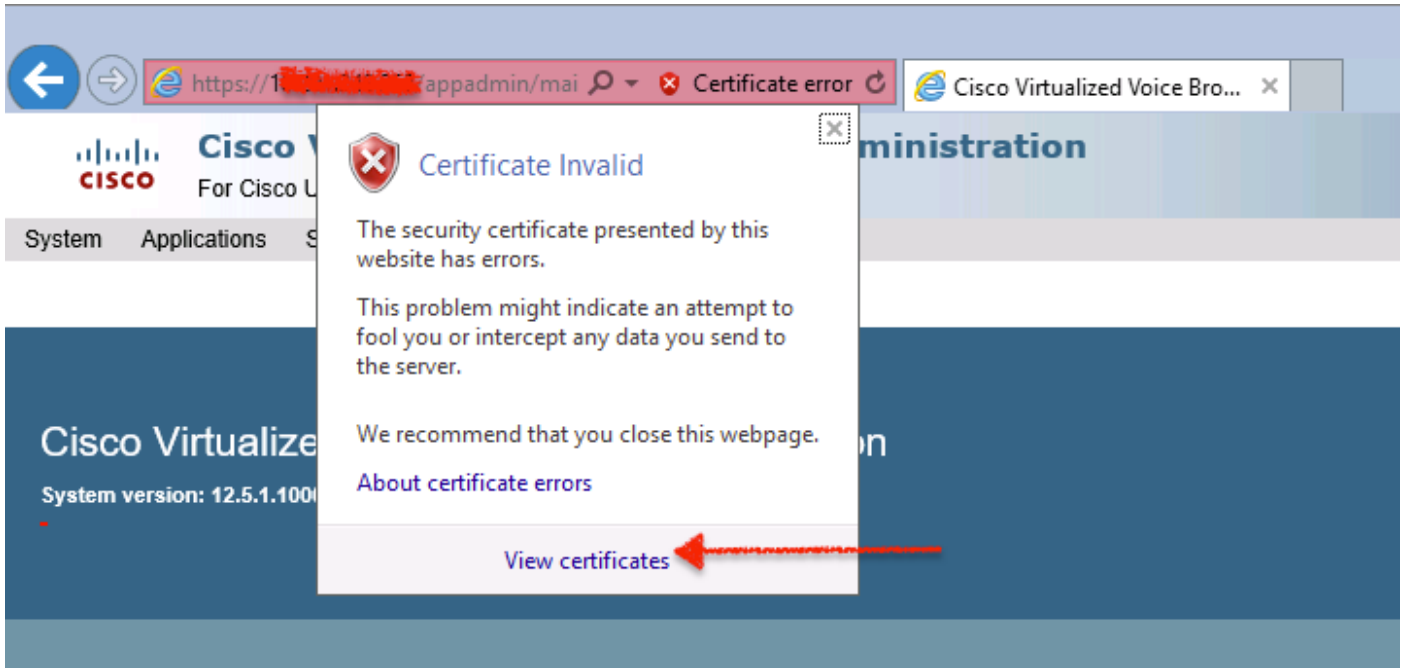 https://1 /appadmin/mai
Certificate error
Cisco Virtualized Voice Bro...
CISCO
Cisco
ministration
For Cisco
System Applications
Certificate Invalid
The security certificate presented by this
website has errors.
This problem might indicate an attempt to
fool you or intercept any data you send to
the server.
We recommend that you close this webpage.
About certificate errors
View certificates
Cisco Virtualize
on
System version: 12.5.1.1000